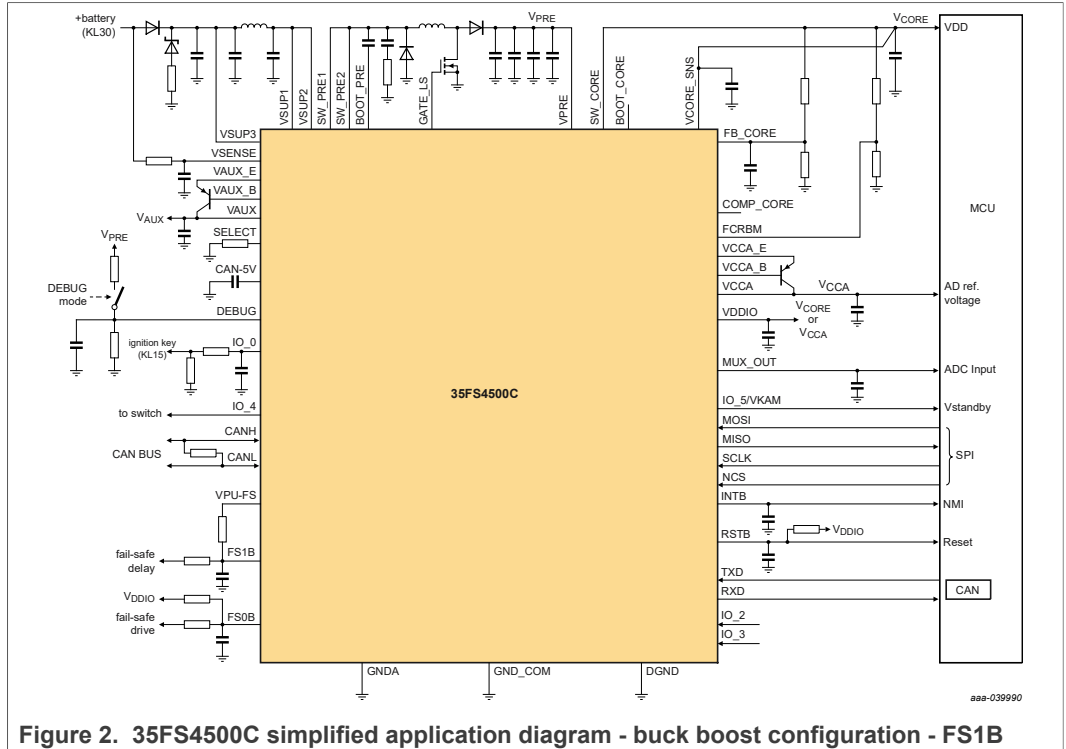 +battery
(KL30)
VPRE
VCORE
VDD
VSUP1
VSUP2
SW_PRE1
SW_PRE2
BOOT_PRE
GATE_LS
VPRE
SW_CORE
BOOT_CORE
VCORE_SNS
VSUP3
VSENSE
VAUX_E
VAUX_B
VAUX
VAUX
SELECT
VPRE
CAN-5V
DEBUG
mode
DEBUG
ignition key
(KL15)
IO_0
to switch
IO_4
CANH
CAN BUS
CANL
VPU-FS
fail-safe
delay
FS1B
VDDIO
fail-safe
drive
FS0B
35FS4500C
FB_CORE
COMP_CORE
FCRBM
VCCA_E
VCCA_B
VCCA
VCCA
VDDIO
VCORE
or
VCCA
MUX_OUT
IO_5/VKAM
MOSI
MISO
SCLK
NCS
INTB
RSTB
VDDIO
TXD
RXD
IO_2
IO_3
MCU
AD ref.
voltage
ADC Input
Vstandby
SPI
NMI
Reset
CAN
GNDA
GND_COM
DGND
aaa-039990
Figure 2. 35FS4500C simplified application diagram - buck boost configuration - FS1B